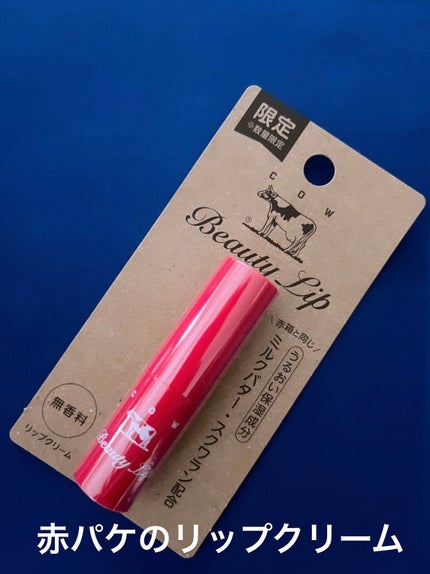 限定
※数量限定
COW
Beauty Lip
赤箱と同じ
うるおい保湿成分
ミルクバター・スクワラン配合
無香料
リップクリーム
COW
Beauty Lip
赤パケのリップクリーム